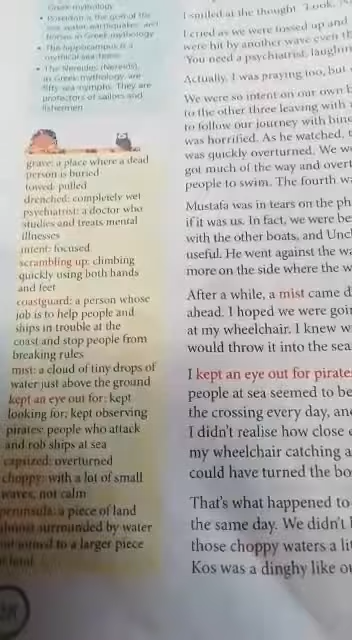 Greek mythology
Poseidon is the god of the
sea, water, earthquakes, and
horses in Greek mythology
The hippocampus is a
mythical sea-horse
The Nereides (Nereids),
in Greek mythology, are
fifty sea nymphs. They are
protectors of sailors and
fishermen
grave: a place where a dead
person is buried
towed: pulled
drenched: completely wet
psychiatrist: a doctor who
studies and treats mental
illnesses
intent: focused
scrambling up: climbing
quickly using both hands
and feet
coastguard: a person whose
job is to help people and
ships in trouble at the
coast and stop people from
breaking rules
mist: a cloud of tiny drops of
water just above the ground
kept an eye out for: kept
looking for; kept observing
pirates: people who attack
and rob ships at sea
capsized: overturned
choppy: with a lot of small
waves, not calm
peninsula: a piece of land
almost surrounded by water
but joined to a larger piece
of land
I smiled at the thought. 'Look,
I cried as we were tossed up and
were hit by another wave even th
You need a psychiatrist, laughin
Actually, I was praying too, but
We were so intent on our own b
to the other three leaving with
to follow our journey with bin
was horrified. As he watched, t
was quickly overturned. We w
got much of the way and overt
people to swim. The fourth wa
Mustafa was in tears on the ph
if it was us. In fact, we were be
with the other boats, and Uncl
useful. He went against the wa
more on the side where the w
After a while, a mist came d
ahead. I hoped we were goin
at my wheelchair. I knew w
would throw it into the sea
I kept an eye out for pirate
people at sea seemed to be
the crossing every day, and
I didn't realise how close
my wheelchair catching a
could have turned the bo
That's what happened to
the same day. We didn't
those choppy waters a lit
Kos was a dinghy like ou